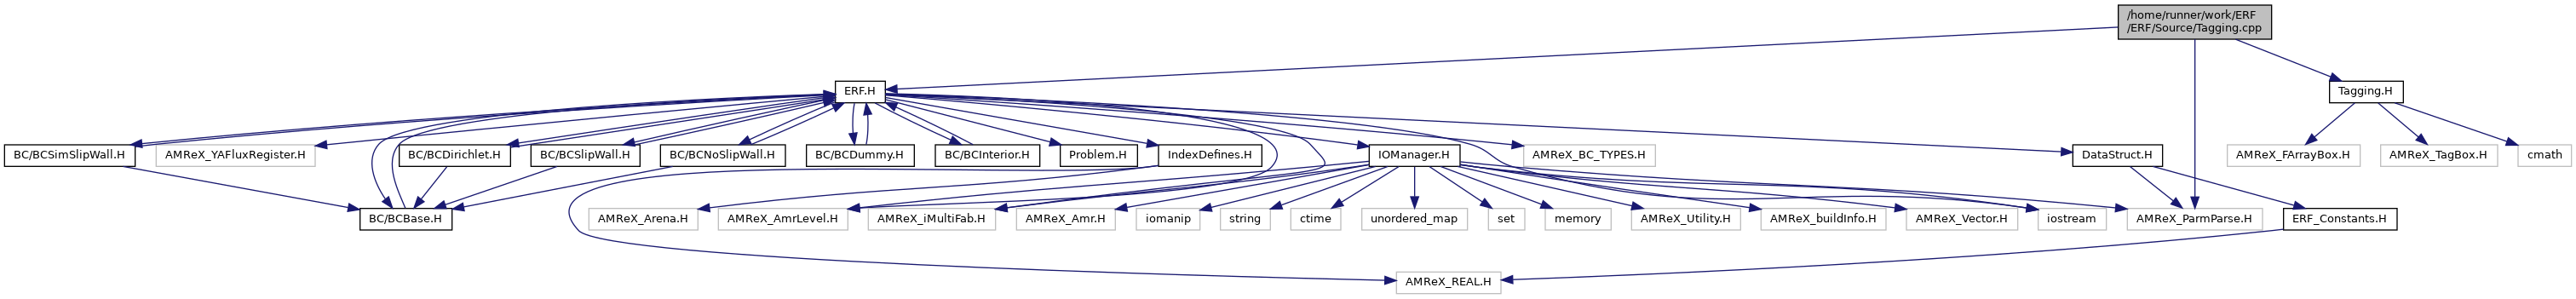 /home/runner/work/ERF
/ERF/Source/Tagging.cpp
ERF.H
Tagging.H
BC/BCSimSlipWall.H
AMReX_YAFluxRegister.H
BC/BCDirichlet.H
BC/BCSlipWall.H
BC/BCNoSlipWall.H
BC/BCDummy.H
BC/BCInterior.H
Problem.H
IndexDefines.H
IOManager.H
AMReX_BC_TYPES.H
DataStruct.H
AMReX_FArrayBox.H
AMReX_TagBox.H
cmath
BC/BCBase.H
AMReX_Arena.H
AMReX_AmrLevel.H
AMReX_iMultiFab.H
AMReX_Amr.H
iomanip
string
ctime
unordered_map
set
memory
AMReX_Utility.H
AMReX_buildInfo.H
AMReX_Vector.H
iostream
AMReX_ParmParse.H
ERF_Constants.H
AMReX_REAL.H